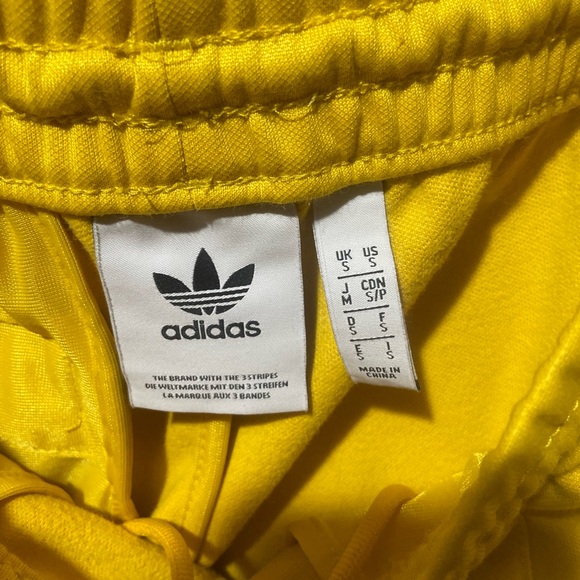 adidas
THE BRAND WITH THE 3 STRIPES
DIE WELTMARKE MIT DEN 3 STREIFEN
LA MARQUE AUX 3 BANDES
UK US
S S
J CDN
M S/P
D F
S S
E I
S S
MADE IN
CHINA